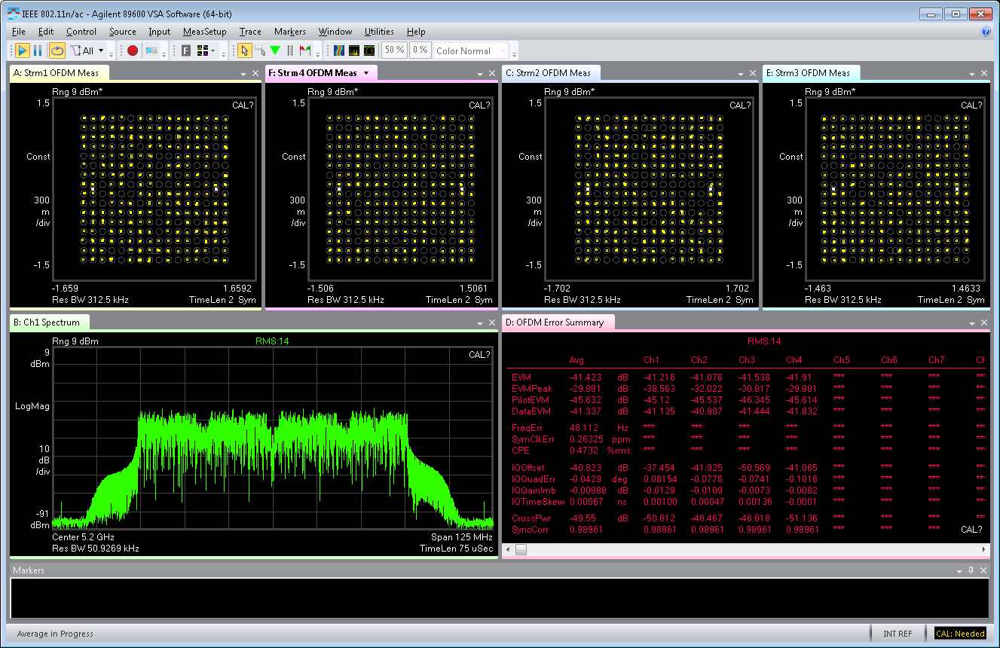 IEEE 802.11n/ac - Agilent 89600 VSA Software (64-bit)
File Edit Control Source Input MeasSetup Trace Markers Window Utilities Help
All F 50 % 0 % Color Normal
A: Strm1 OFDM Meas
Rng 9 dBm*
1.5
CAL?
Const
300
m
/div
-1.5
-1.659 1.6592
Res BW 312.5 kHz TimeLen 2 Sym
F: Strm4 OFDM Meas
Rng 9 dBm*
1.5
CAL?
Const
300
m
/div
-1.5
-1.506 1.5061
Res BW 312.5 kHz TimeLen 2 Sym
C: Strm2 OFDM Meas
Rng 9 dBm*
1.5
CAL?
Const
300
m
/div
-1.5
-1.702 1.702
Res BW 312.5 kHz TimeLen 2 Sym
E: Strm3 OFDM Meas
Rng 9 dBm*
1.5
CAL?
Const
300
m
/div
-1.5
-1.463 1.4633
Res BW 312.5 kHz TimeLen 2 Sym
B: Ch1 Spectrum
Rng 9 dBm RMS:14
9
dBm
CAL?
LogMag
10
dB
/div
-91
dBm
Center 5.2 GHz Span 125 MHz
Res BW 50.9269 kHz TimeLen 75 uSec
D: OFDM Error Summary
RMS:14
Avg Ch1 Ch2 Ch3 Ch4 Ch5 Ch6 Ch7 Ch
EVM -41.423 dB -41.216 -41.076 -41.538 -41.91 *** *** *** **
EVMPeak -29.881 dB -38.563 -32.022 -30.817 -29.881 *** *** *** **
PilotEVM -45.632 dB -45.12 -45.537 -46.345 -45.614 *** *** *** **
DataEVM -41.337 dB -41.135 -40.987 -41.444 -41.832 *** *** *** **
FreqErr 48.112 Hz *** *** *** *** *** *** *** **
SymClkErr 0.26325 ppm *** *** *** *** *** *** *** **
CPE 0.4732 %rms *** *** *** *** *** *** *** **
IQOffset -40.823 dB -37.454 -41.925 -50.569 -41.065 *** *** *** **
IQQuadErr -0.0429 deg 0.08154 -0.0776 -0.0741 -0.1016 *** *** *** **
IQGainImb -0.00988 dB -0.0129 -0.0109 -0.0073 -0.0082 *** *** *** **
IQTimeSkew 0.00067 ns 0.00100 0.00047 0.00136 -0.0001 *** *** *** **
CrossPwr -49.55 dB -50.612 -48.467 -48.618 -51.136 *** *** *** **
SyncCorr 0.98961 0.98961 0.98961 0.98961 0.98961 *** *** *** CAL?
Markers
Average in Progress INT REF CAL: Needed